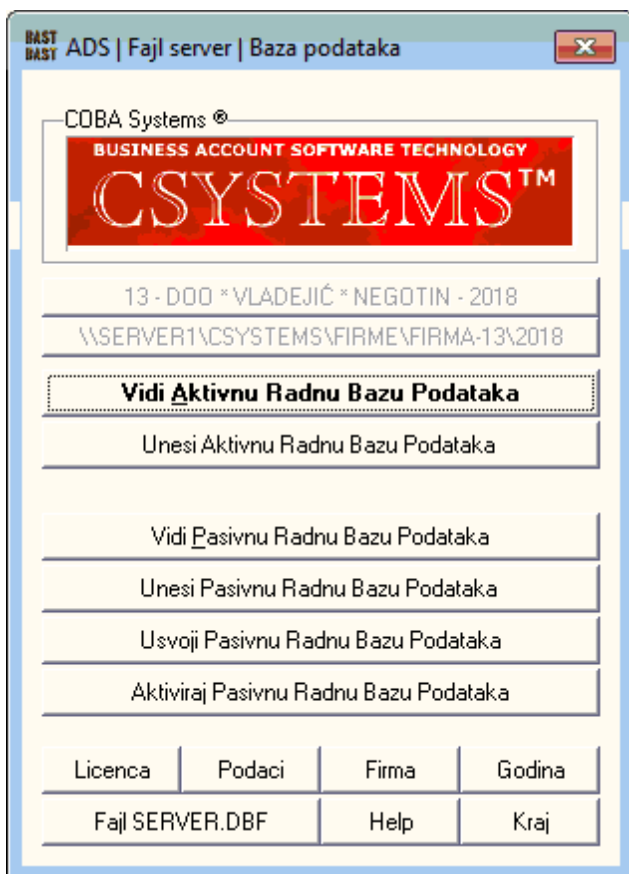 BAST
BAST ADS | Fajl server | Baza podataka
COBA Systems ®
BUSINESS ACCOUNT SOFTWARE TECHNOLOGY
CSYSTEMS™
13 - DOO * VLADEJIĆ * NEGOTIN - 2018
\\SERVER1\CSYSTEMS\FIRME\FIRMA-13\2018
Vidi Aktivnu Radnu Bazu Podataka
Unesi Aktivnu Radnu Bazu Podataka
Vidi Pasivnu Radnu Bazu Podataka
Unesi Pasivnu Radnu Bazu Podataka
Usvoji Pasivnu Radnu Bazu Podataka
Aktiviraj Pasivnu Radnu Bazu Podataka
Licenca Podaci Firma Godina
Fajl SERVER.DBF Help Kraj